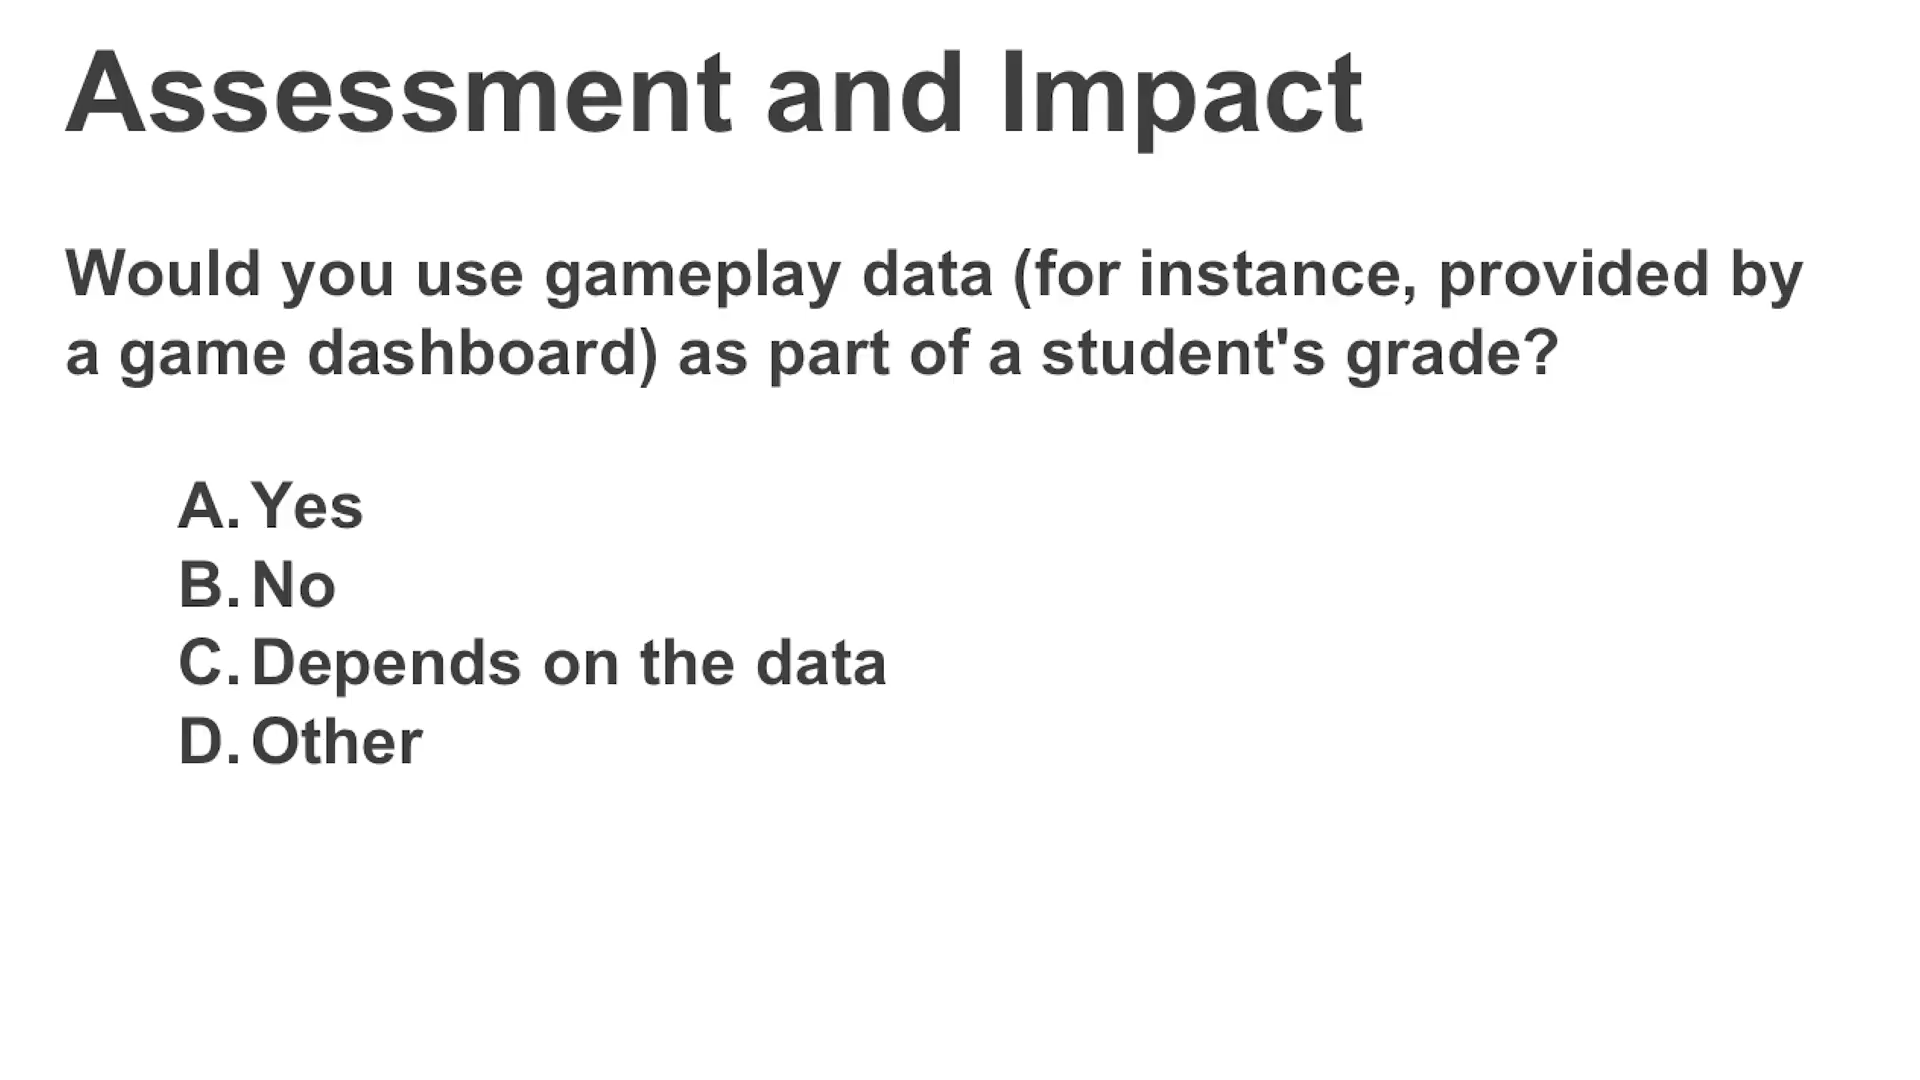 Assessment and Impact
Would you use gameplay data (for instance, provided by
a game dashboard) as part of a student's grade?
A. Yes
B. No
C. Depends on the data
D. Other